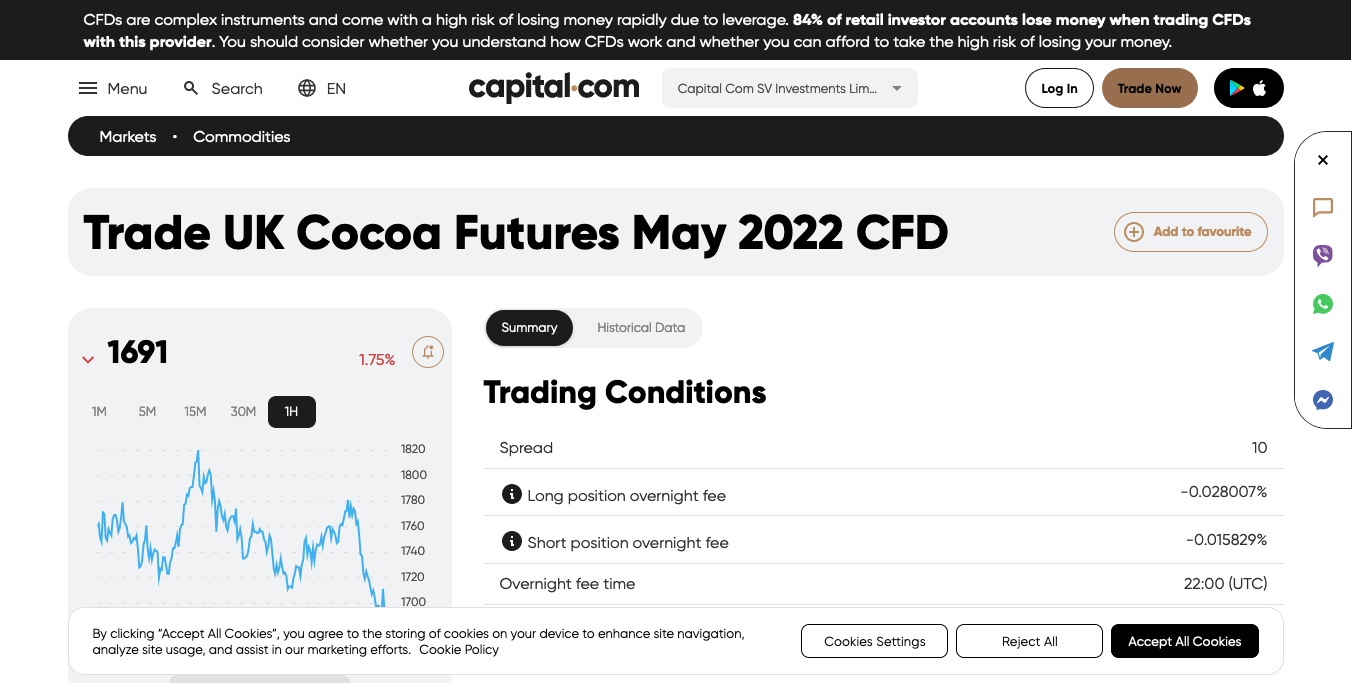 CFDs are complex instruments and come with a high risk of losing money rapidly due to leverage. 84% of retail investor accounts lose money when trading CFDs
with this provider. You should consider whether you understand how CFDs work and whether you can afford to take the high risk of losing your money.
Menu
Search
EN
capital.com
Capital Com SV Investments Lim...
Log In
Trade Now
Markets • Commodities
Trade UK Cocoa Futures May 2022 CFD
Add to favourite
1691
1.75%
1M 5M 15M 30M 1H
1820
1800
1780
1760
1740
1720
1700
Summary
Historical Data
Trading Conditions
Spread 10
Long position overnight fee -0.028007%
Short position overnight fee -0.015829%
Overnight fee time 22:00 (UTC)
By clicking “Accept All Cookies”, you agree to the storing of cookies on your device to enhance site navigation,
analyze site usage, and assist in our marketing efforts. Cookie Policy
Cookies Settings
Reject All
Accept All Cookies